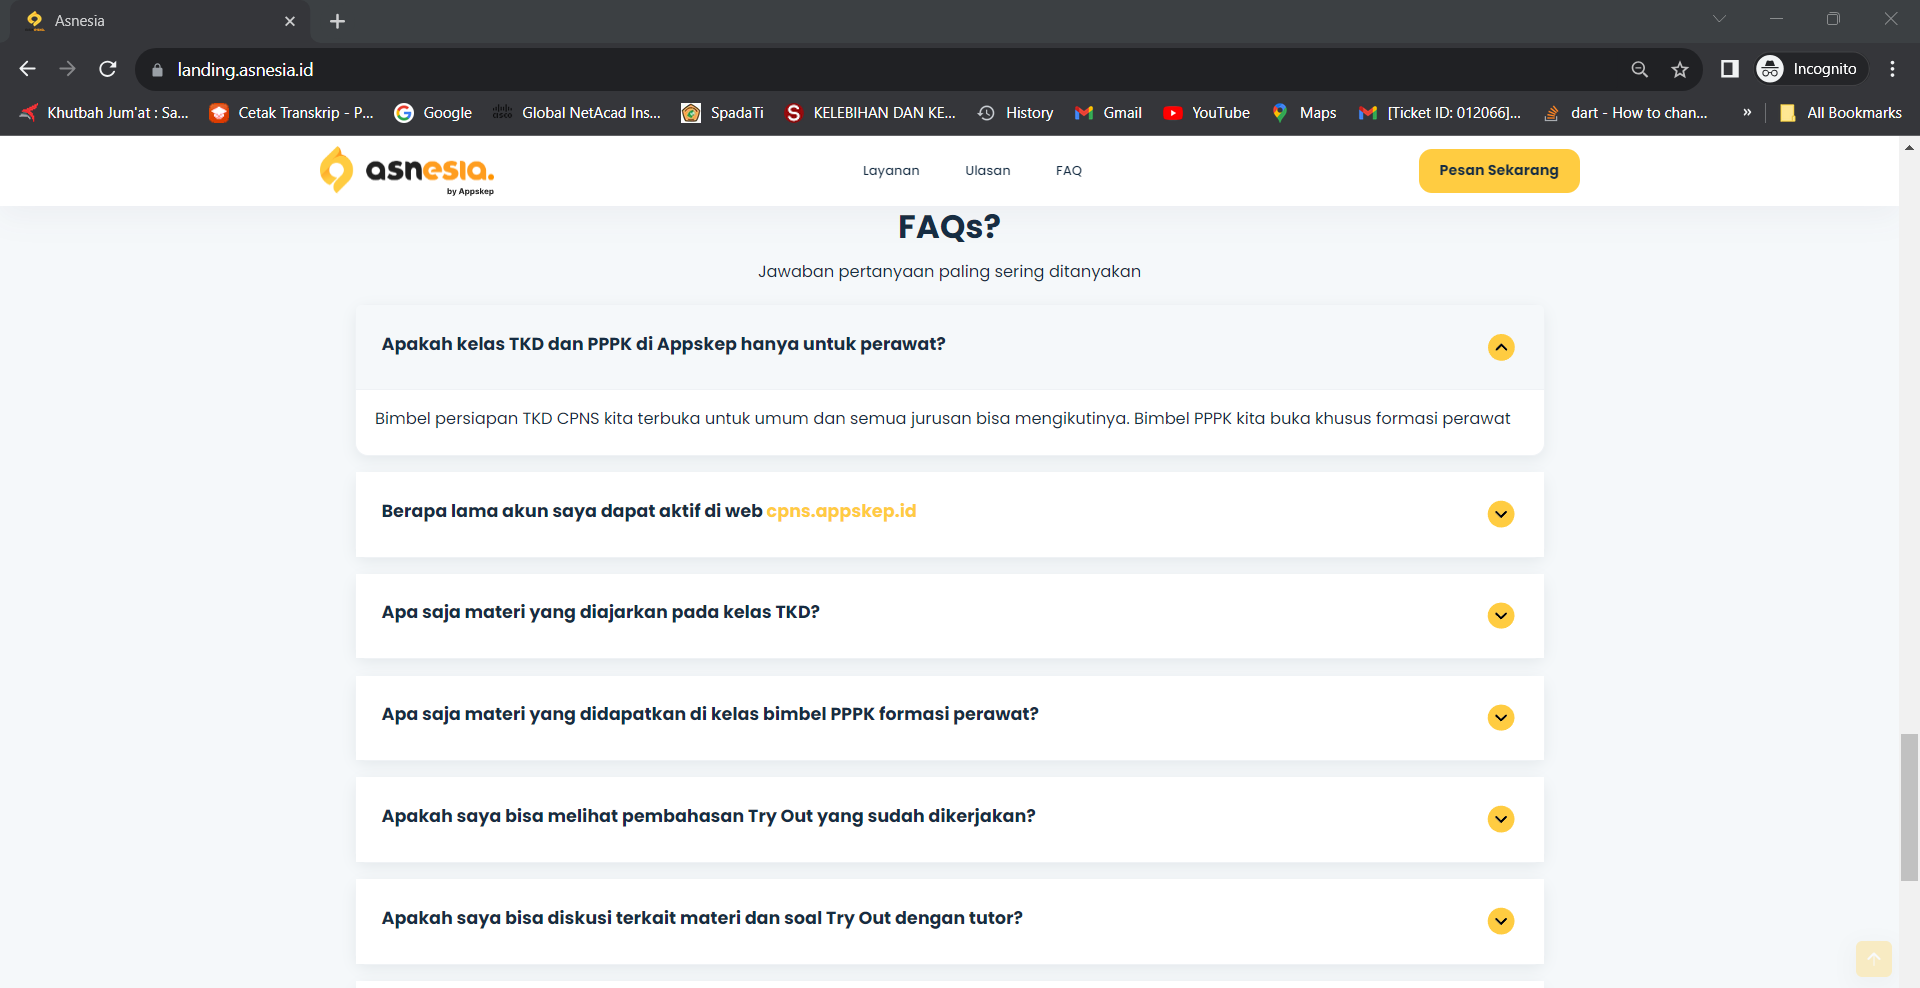 Asnesia
landing.asnesia.id
Incognito
Khutbah Jum'at : Sa...
Cetak Transkrip - P...
Google
Global NetAcad Ins...
SpadaTi
KELEBIHAN DAN KE...
History
Gmail
YouTube
Maps
[Ticket ID: 012066]...
dart - How to chan...
»
All Bookmarks
asnesia.
by Appskep
Layanan
Ulasan
FAQ
Pesan Sekarang
FAQs?
Jawaban pertanyaan paling sering ditanyakan
Apakah kelas TKD dan PPPK di Appskep hanya untuk perawat?
Bimbel persiapan TKD CPNS kita terbuka untuk umum dan semua jurusan bisa mengikutinya. Bimbel PPPK kita buka khusus formasi perawat
Berapa lama akun saya dapat aktif di web cpns.appskep.id
Apa saja materi yang diajarkan pada kelas TKD?
Apa saja materi yang didapatkan di kelas bimbel PPPK formasi perawat?
Apakah saya bisa melihat pembahasan Try Out yang sudah dikerjakan?
Apakah saya bisa diskusi terkait materi dan soal Try Out dengan tutor?